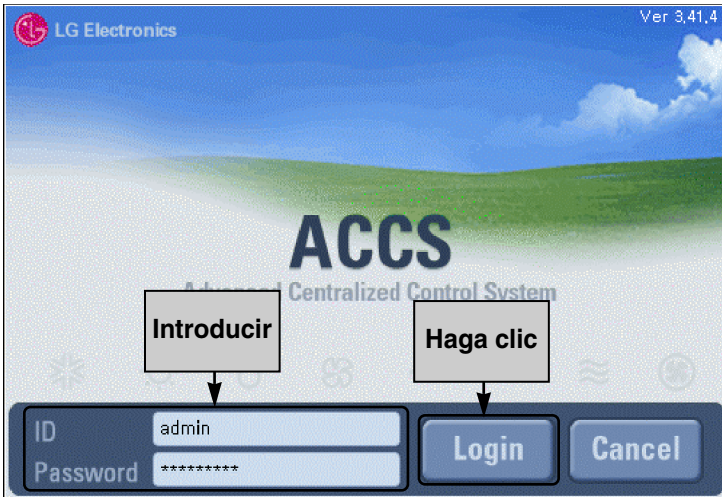 LG Electronics
Ver 3,41,4
ACCS
Advanced Centralized Control System
Introducir
Haga clic
ID
admin
Password
*********
Login
Cancel